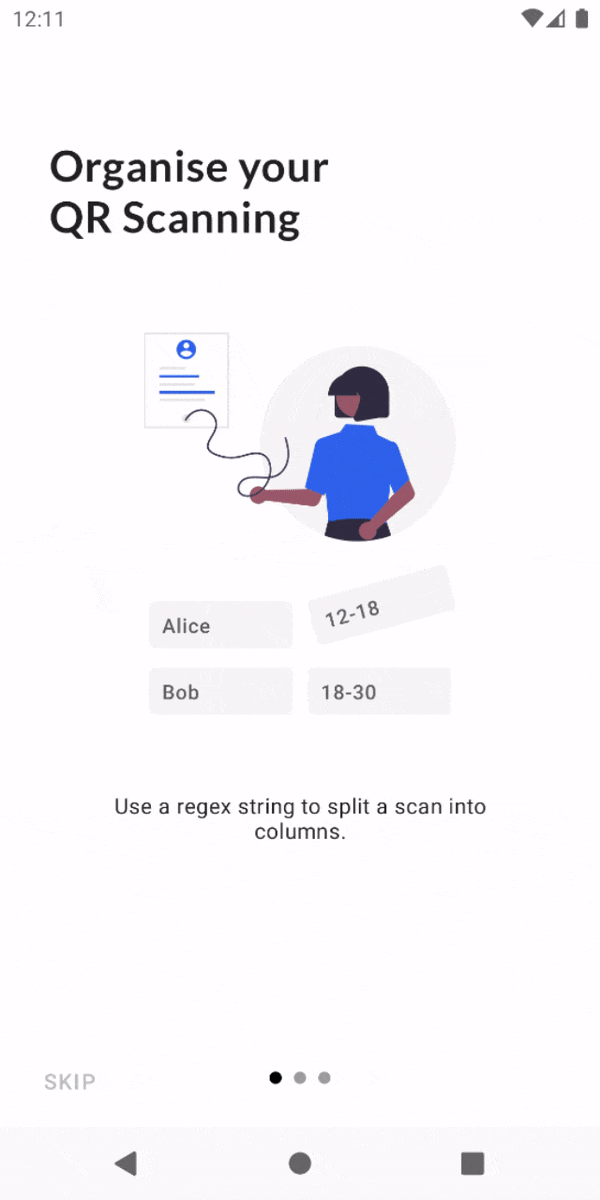 12:11
Organise your
QR Scanning
Alice
12-18
Bob
18-30
Use a regex string to split a scan into
columns.
SKIP